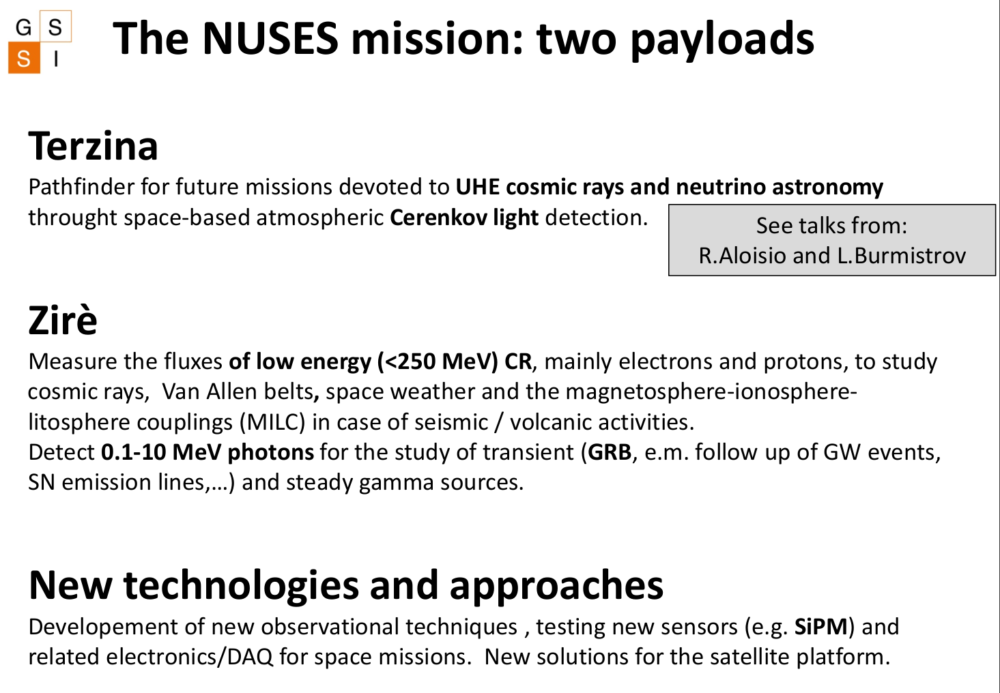 G S
S I
The NUSES mission: two payloads
Terzina
Pathfinder for future missions devoted to UHE cosmic rays and neutrino astronomy
throught space-based atmospheric Cerenkov light detection.
See talks from:
R.Aloisio and L.Burmistrov
Zirè
Measure the fluxes of low energy (<250 MeV) CR, mainly electrons and protons, to study
cosmic rays,  Van Allen belts, space weather and the magnetosphere-ionosphere-
litosphere couplings (MILC) in case of seismic / volcanic activities.
Detect 0.1-10 MeV photons for the study of transient (GRB, e.m. follow up of GW events,
SN emission lines,...) and steady gamma sources.
New technologies and approaches
Developement of new observational techniques , testing new sensors (e.g. SiPM) and
related electronics/DAQ for space missions.  New solutions for the satellite platform.